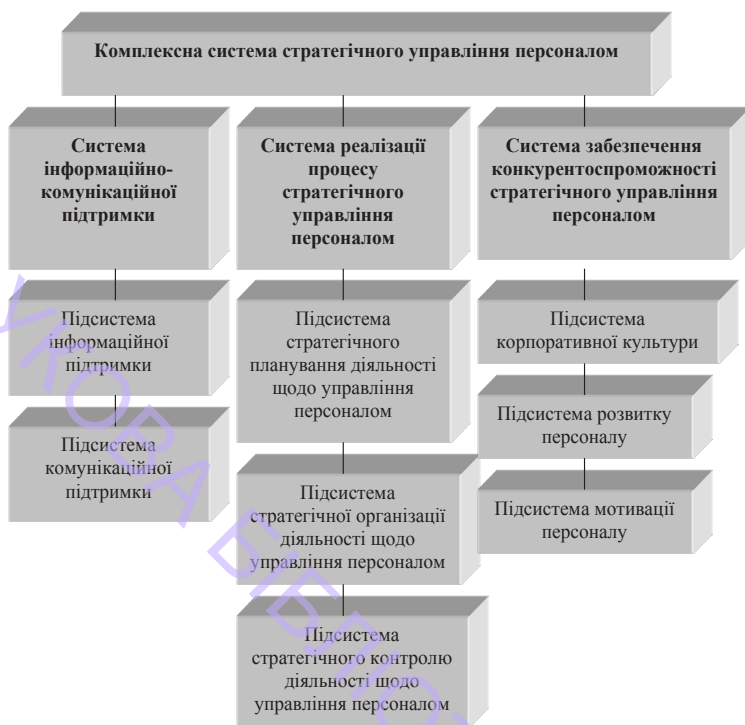 Комплексна система стратегічного управління персоналом
Система
інформаційно-
комунікаційної
підтримки
Система реалізації
процесу
стратегічного
управління
персоналом
Система забезпечення
конкурентоспроможності
стратегічного управління
персоналом
Підсистема
інформаційної
підтримки
Підсистема
комунікаційної
підтримки
Підсистема
стратегічного
планування діяльності
щодо управління
персоналом
Підсистема
стратегічної організації
діяльності щодо
управління персоналом
Підсистема
стратегічного контролю
діяльності щодо
управління персоналом
Підсистема
корпоративної культури
Підсистема розвитку
персоналу
Підсистема мотивації
персоналу